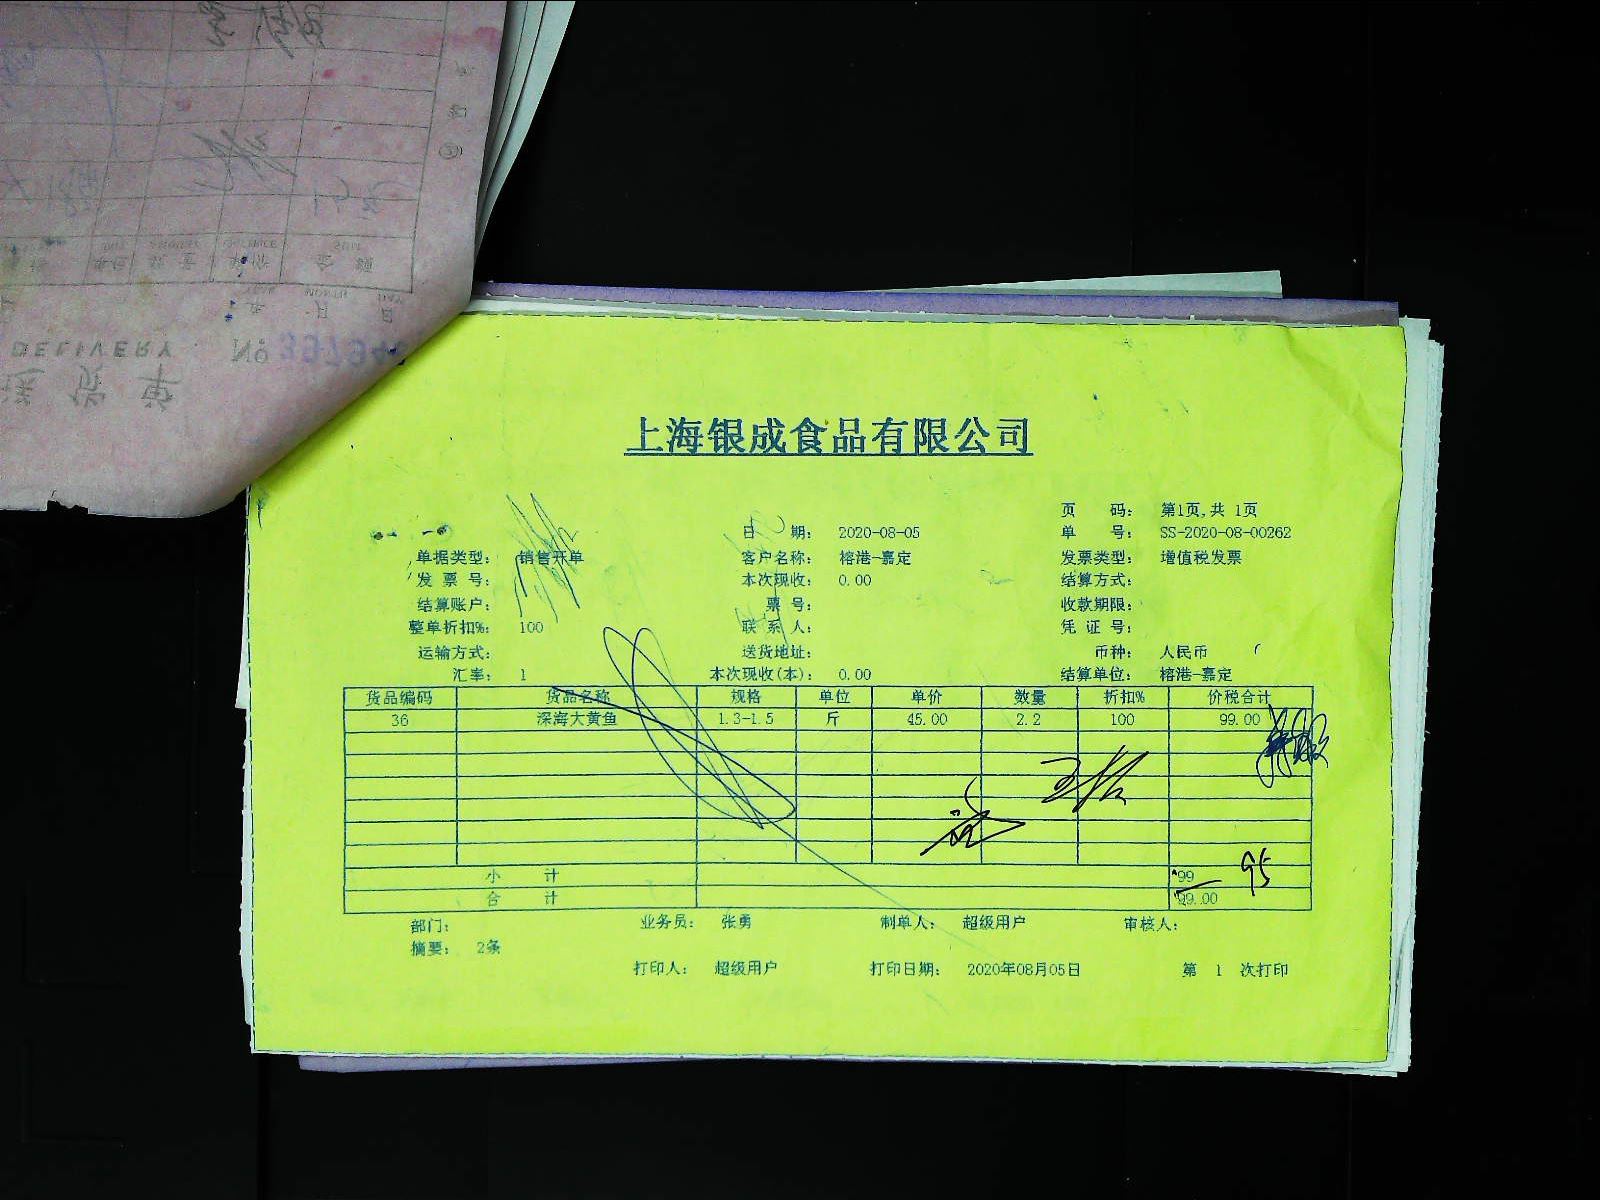 DELIVERY
送 货 单
上海银成食品有限公司
页 码: 第1页,共 1页
日 期: 2020-08-05 单 号: SS-2020-08-00262
单据类型: 销售开单 客户名称: 榕港-嘉定 发票类型: 增值税发票
发 票 号: 本次现收: 0.00 结算方式:
结算账户: 票 号: 收款期限:
整单折扣%: 100 联 系 人: 凭 证 号:
运输方式: 送货地址: 币种: 人民币
汇率: 1 本次现收(本): 0.00 结算单位: 榕港-嘉定
货品编码 货品名称 规格 单位 单价 数量 折扣% 价税合计
36 深海大黄鱼 1.3-1.5 斤 45.00 2.2 100 99.00
小 计 99 95
合 计 99.00
部门: 业务员: 张勇 制单人: 超级用户 审核人:
摘要: 2条
打印人: 超级用户 打印日期: 2020年08月05日 第 1 次打印